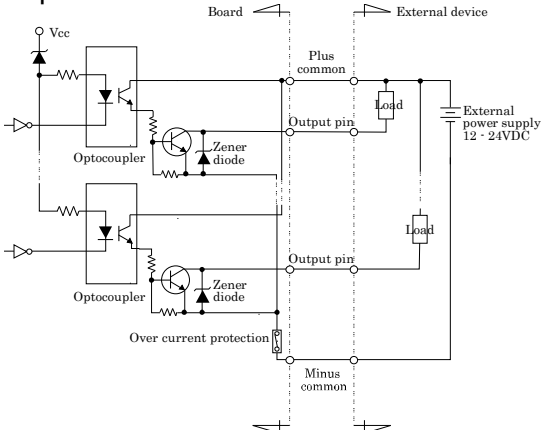 Board
External device
Vcc
Plus
common
Load
Output pin
External
power supply
12 - 24VDC
Optocoupler
Zener
diode
Load
Output pin
Optocoupler
Zener
diode
Over current protection
Minus
common